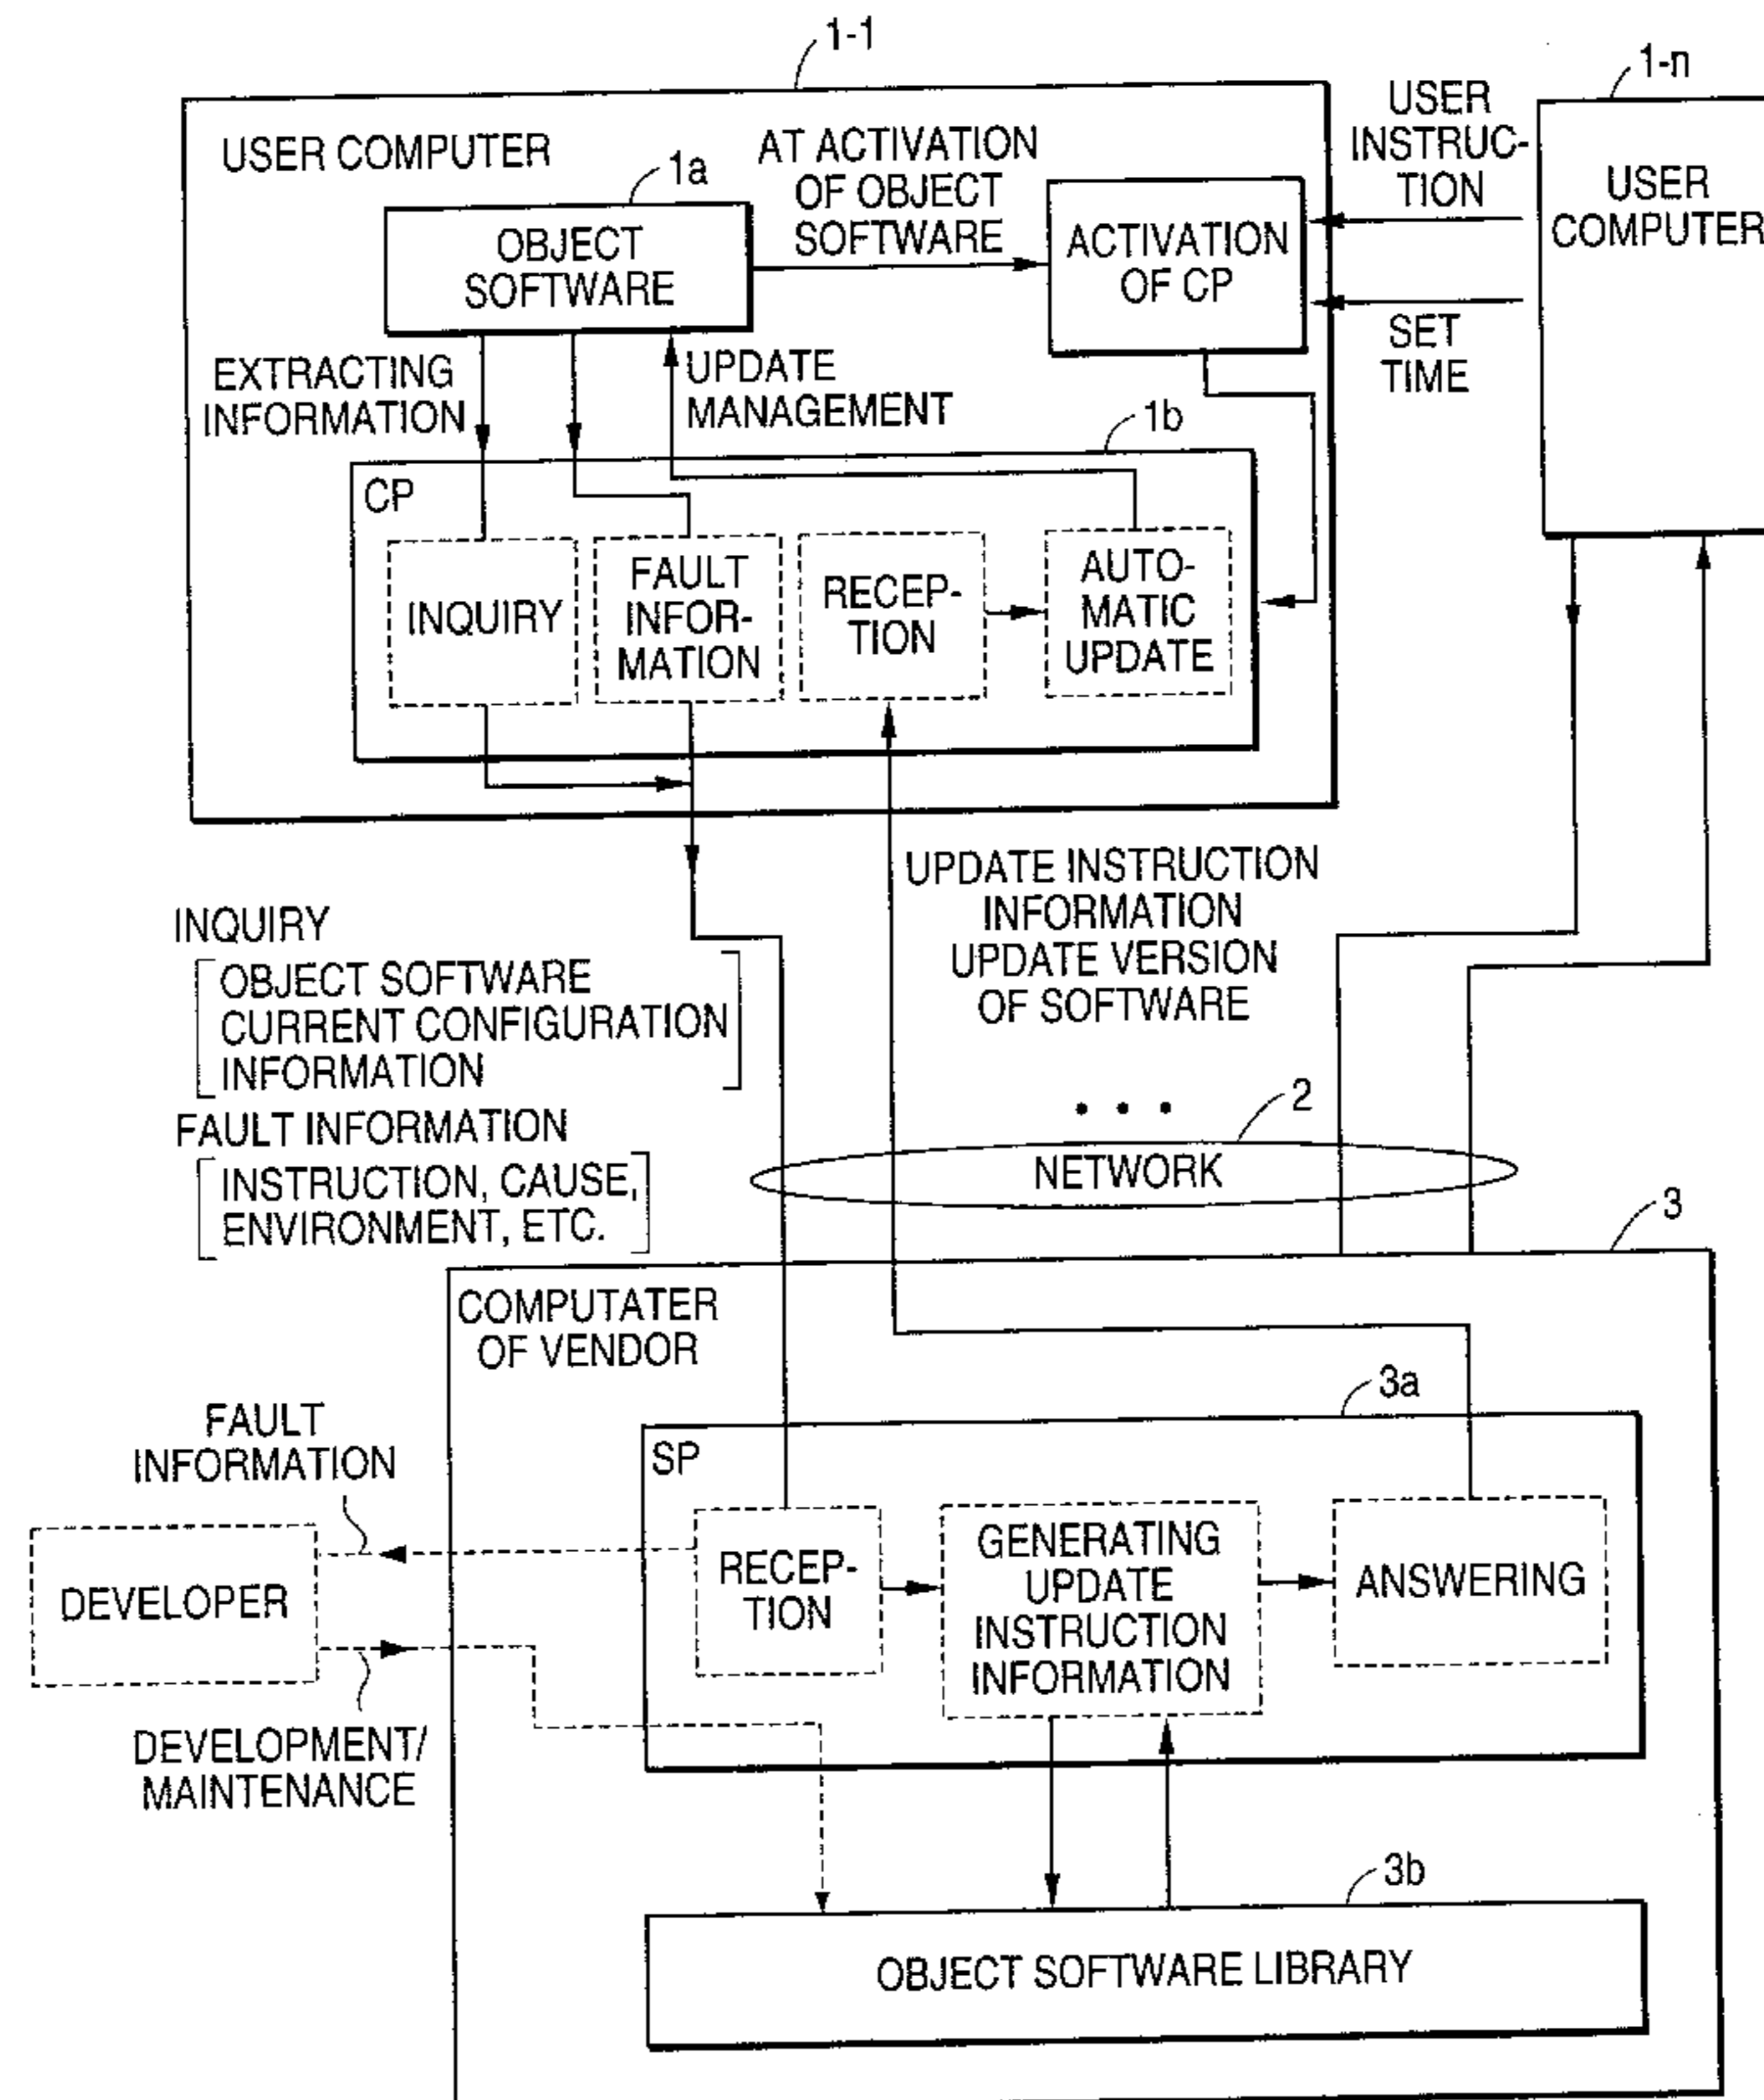 1-1
1-n
USER COMPUTER
1a
AT ACTIVATION
OF OBJECT
SOFTWARE
USER
INSTRUC-
TION
USER
COMPUTER
OBJECT
SOFTWARE
ACTIVATION
OF CP
SET
TIME
EXTRACTING
INFORMATION
UPDATE
MANAGEMENT
1b
CP
INQUIRY
FAULT
INFOR-
MATION
RECEP-
TION
AUTO-
MATIC
UPDATE
UPDATE INSTRUCTION
INFORMATION
UPDATE VERSION
OF SOFTWARE
INQUIRY
OBJECT SOFTWARE
CURRENT CONFIGURATION
INFORMATION
FAULT INFORMATION
INSTRUCTION, CAUSE,
ENVIRONMENT, ETC.
• • •
2
NETWORK
3
COMPUTATER
OF VENDOR
3a
FAULT
INFORMATION
SP
DEVELOPER
RECEP-
TION
GENERATING
UPDATE
INSTRUCTION
INFORMATION
ANSWERING
DEVELOPMENT/
MAINTENANCE
3b
OBJECT SOFTWARE LIBRARY